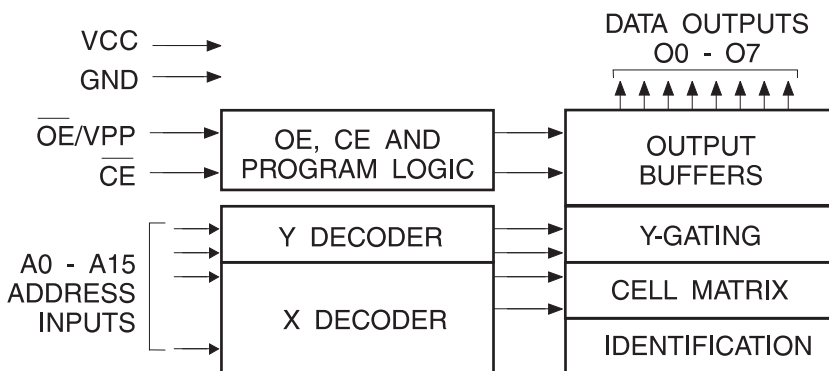 VCC
GND
OE/VPP
CE
A0 - A15
ADDRESS
INPUTS
OE, CE AND
PROGRAM LOGIC
Y DECODER
X DECODER
DATA OUTPUTS
O0 - O7
OUTPUT
BUFFERS
Y-GATING
CELL MATRIX
IDENTIFICATION